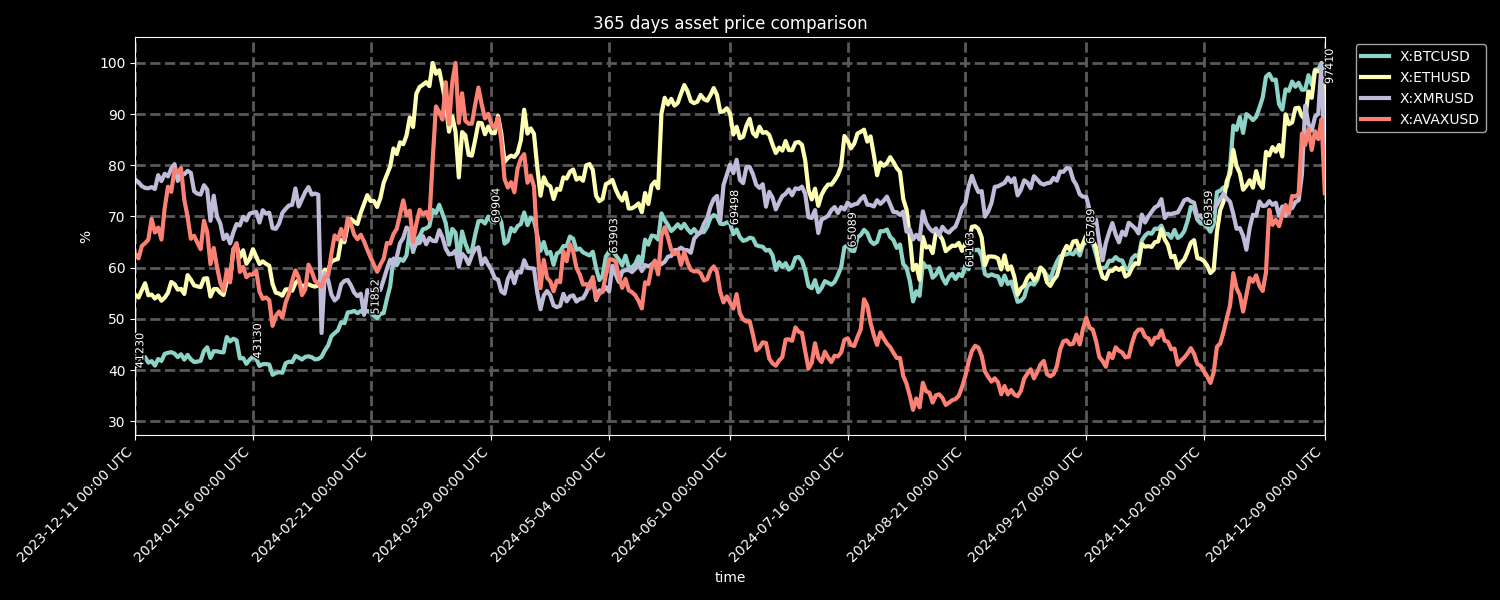 365 days asset price comparison
X:BTCUSD
X:ETHUSD
X:XMRUSD
X:AVAXUSD
100
90
80
70
60
50
40
30
%
41230
43130
51852
69904
63903
69498
65089
61163
65789
69359
97410
2023-12-11 00:00 UTC
2024-01-16 00:00 UTC
2024-02-21 00:00 UTC
2024-03-29 00:00 UTC
2024-05-04 00:00 UTC
2024-06-10 00:00 UTC
2024-07-16 00:00 UTC
2024-08-21 00:00 UTC
2024-09-27 00:00 UTC
2024-11-02 00:00 UTC
2024-12-09 00:00 UTC
time